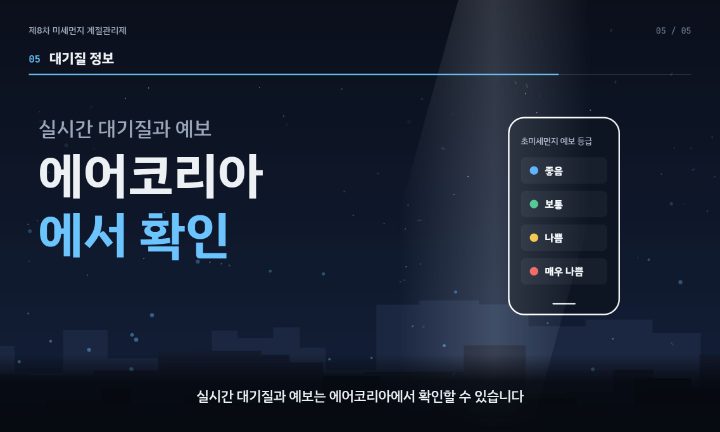 제8차 미세먼지 계절관리제
05 / 05
05 대기질 정보
실시간 대기질과 예보
에어코리아
에서 확인
초미세먼지 예보 등급
좋음
보통
나쁨
매우 나쁨
실시간 대기질과 예보는 에어코리아에서 확인할 수 있습니다